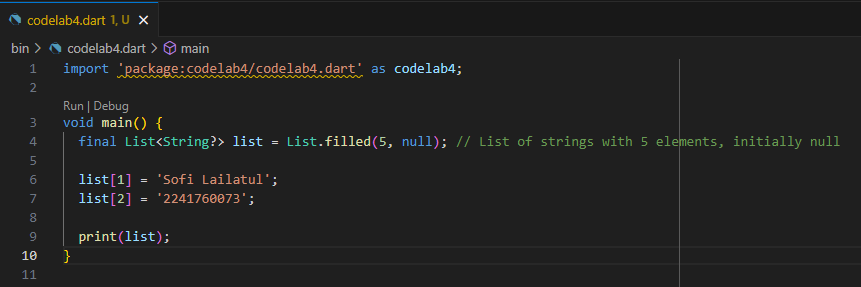 codelab4.dart 1, U
bin > codelab4.dart > main
1 import 'package:codelab4/codelab4.dart' as codelab4;
2
Run | Debug
3 void main() {
4 final List<String?> list = List.filled(5, null); // List of strings with 5 elements, initially null
5
6 list[1] = 'Sofi Lailatul';
7 list[2] = '2241760073';
8
9 print(list);
10 }
11